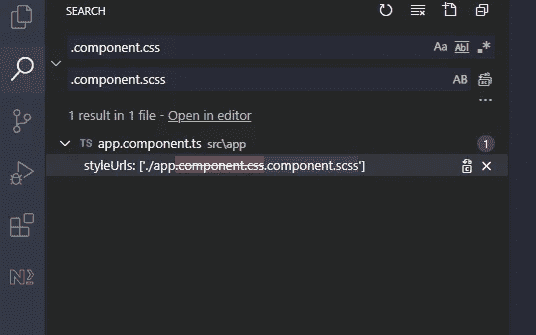 SEARCH
.component.css Aa Abl .*
.component.scss AB
...
1 result in 1 file - Open in editor
TS app.component.ts src\app 1
styleUrls: ['./app.component.css.component.scss']
N